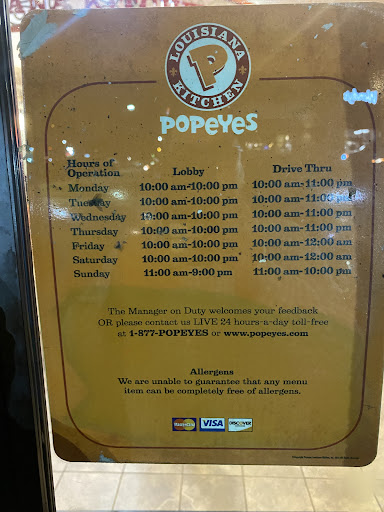 LOUISIANA
P
KITCHEN
POPEYES
Hours of
Operation Lobby Drive Thru
Monday 10:00 am-10:00 pm 10:00 am-11:00 pm
Tuesday 10:00 am-10:00 pm 10:00 am-11:00 pm
Wednesday 10:00 am-10:00 pm 10:00 am-11:00 pm
Thursday 10:00 am-10:00 pm 10:00 am-11:00 pm
Friday 10:00 am-10:00 pm 10:00 am-12:00 am
Saturday 10:00 am-10:00 pm 10:00 am-12:00 am
Sunday 11:00 am-9:00 pm 11:00 am-10:00 pm
The Manager on Duty welcomes your feedback
OR please contact us LIVE 24 hours-a-day toll-free
at 1-877-POPEYES or www.popeyes.com
Allergens
We are unable to guarantee that any menu
item can be completely free of allergens.
MasterCard VISA DISCOVER